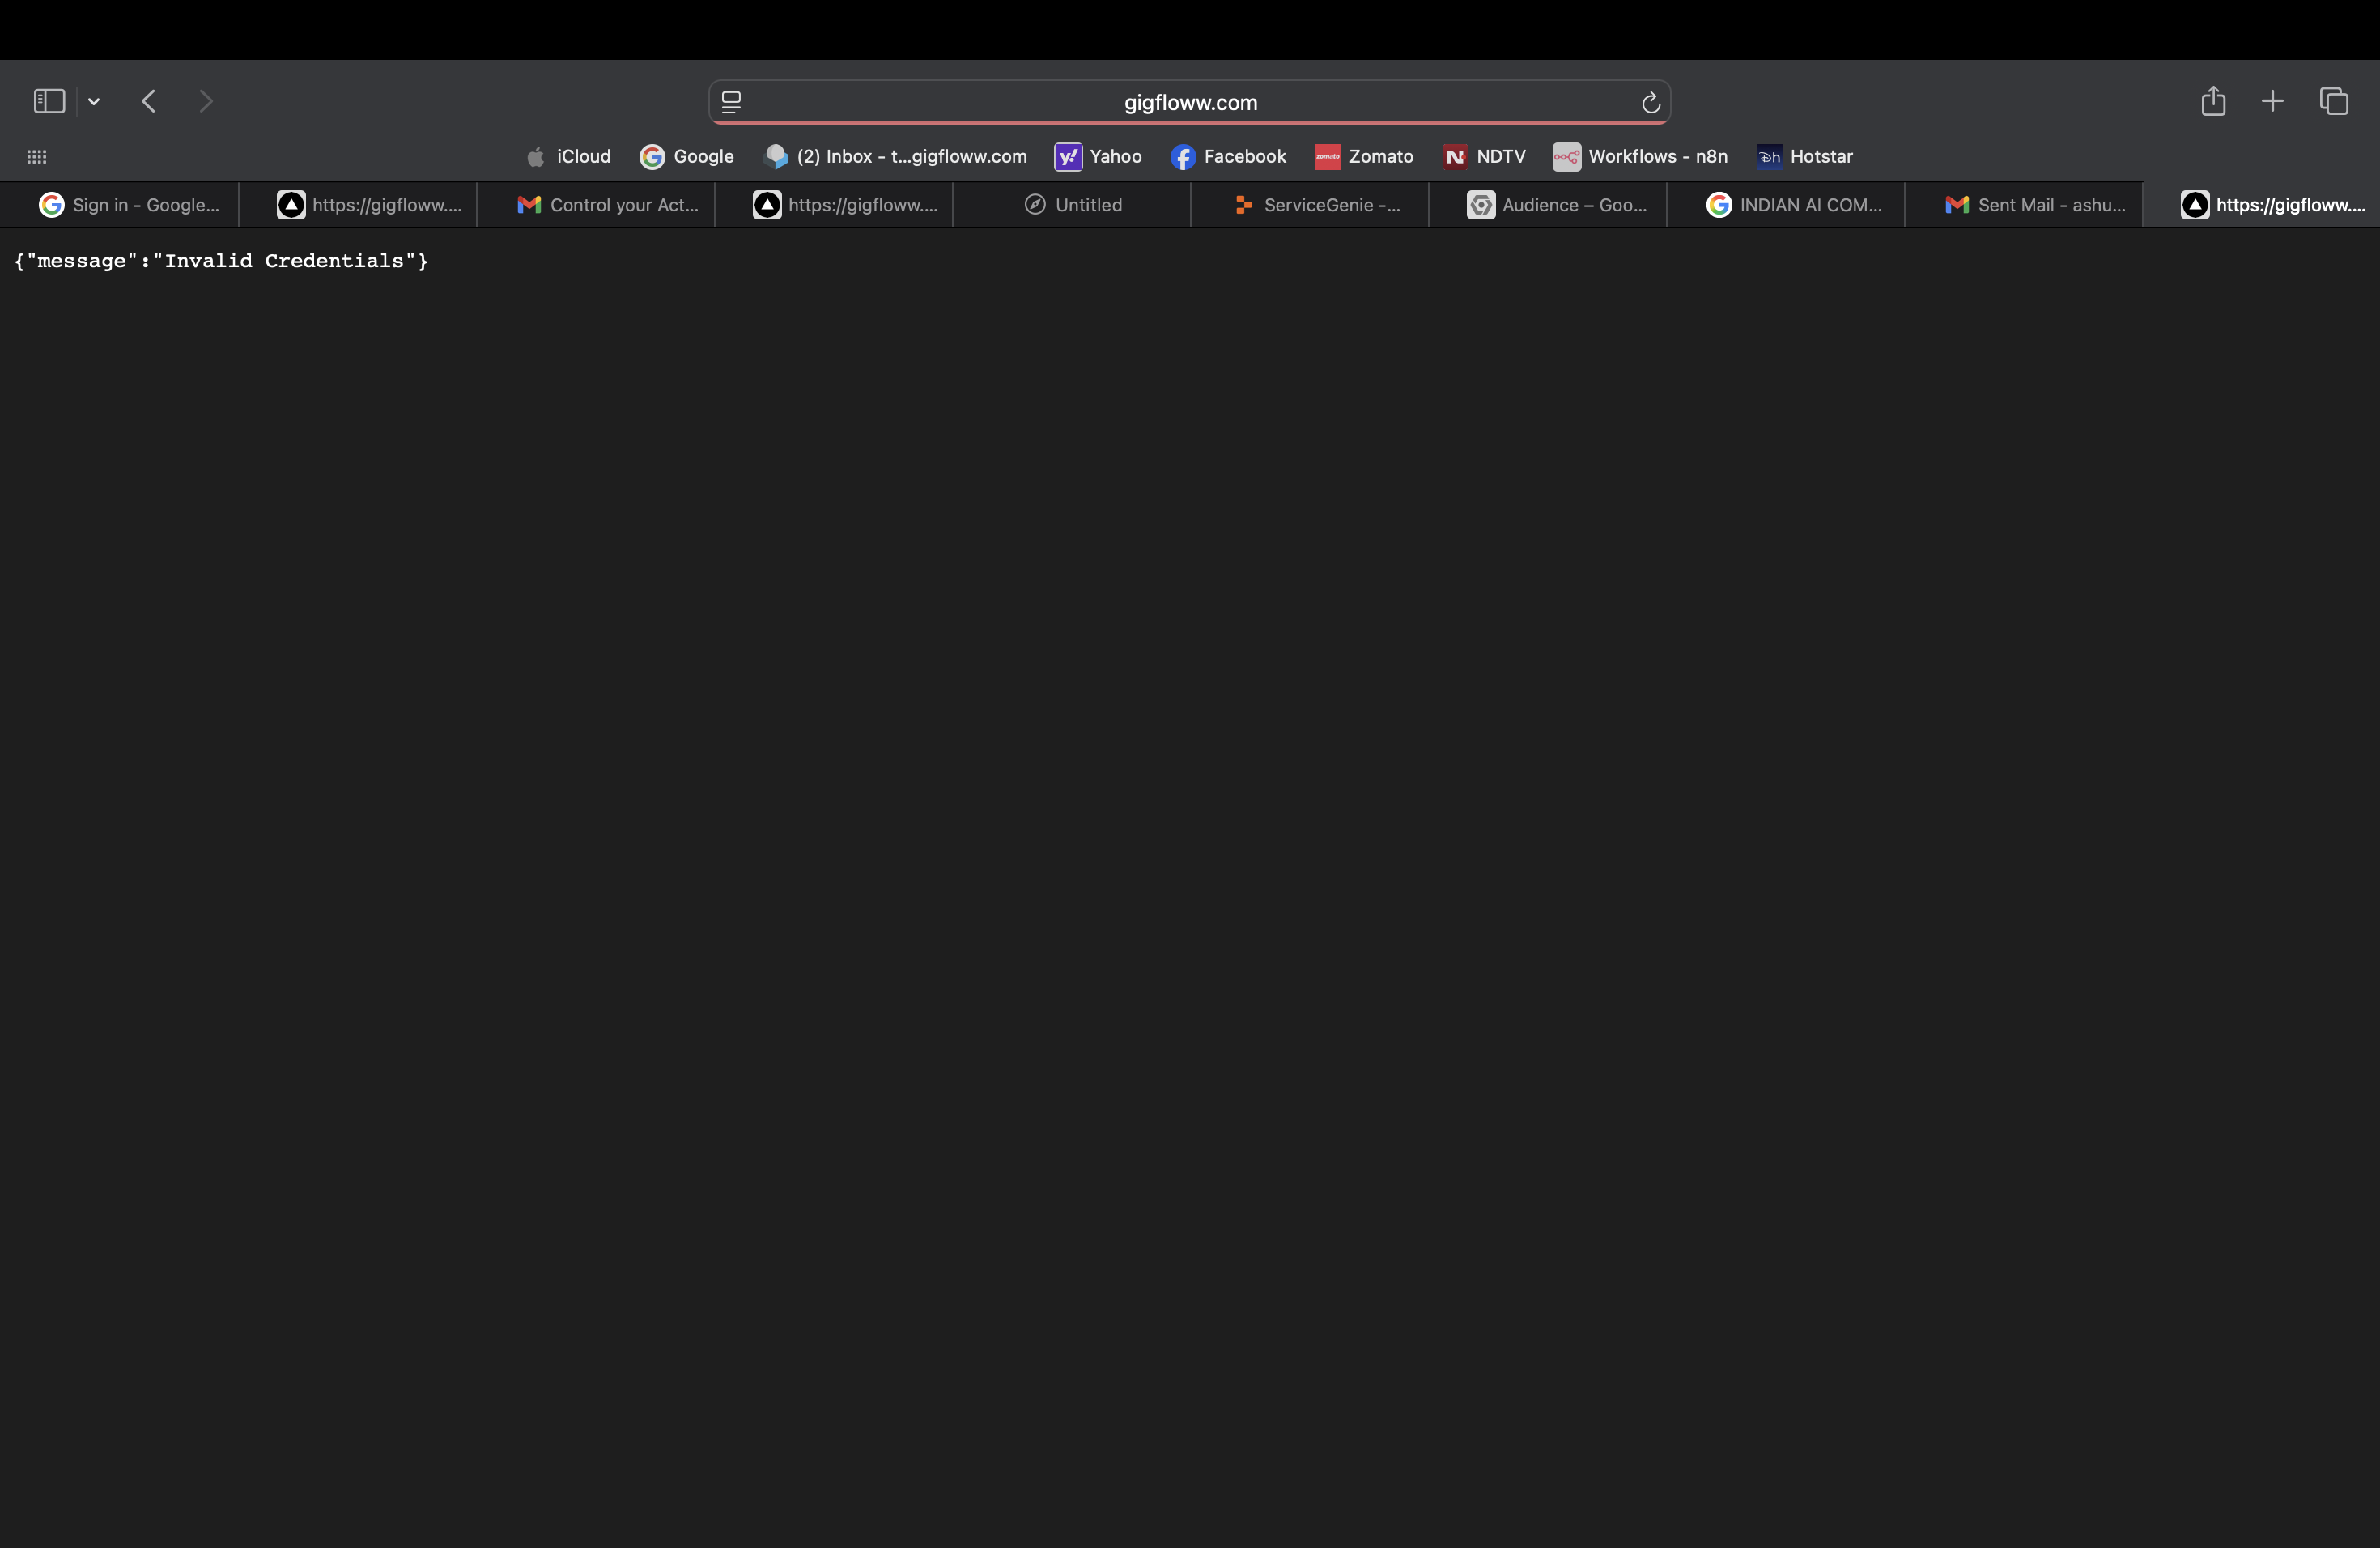 gigfloww.com
iCloud Google (2) Inbox - t...gigfloww.com Yahoo Facebook zomato Zomato NDTV Workflows - n8n Hotstar
Sign in - Google... https://gigfloww.... Control your Act... https://gigfloww.... Untitled ServiceGenie -... Audience – Goo... INDIAN AI COM... Sent Mail - ashu... https://gigfloww....
{"message":"Invalid Credentials"}